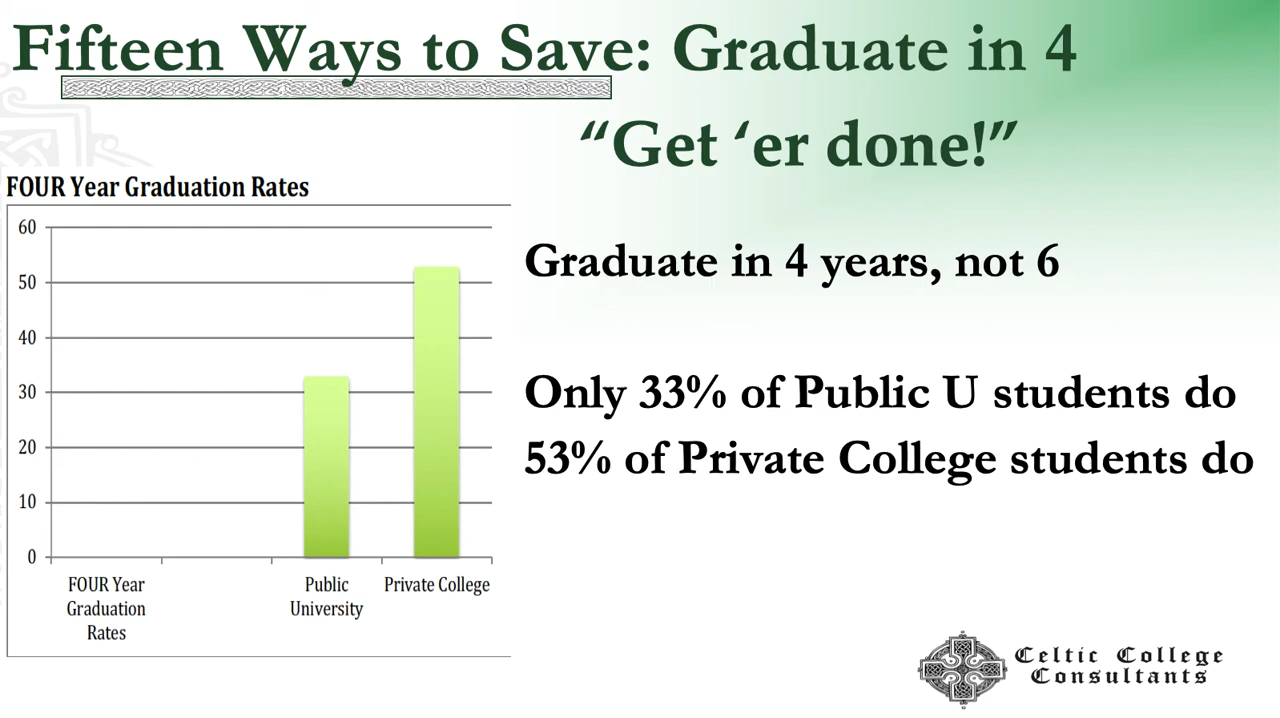 Fifteen Ways to Save: Graduate in 4
“Get ‘er done!”
FOUR Year Graduation Rates
60
50
40
30
20
10
0
FOUR Year
Graduation
Rates
Public
University
Private College
Graduate in 4 years, not 6
Only 33% of Public U students do
53% of Private College students do
Celtic College
Consultants